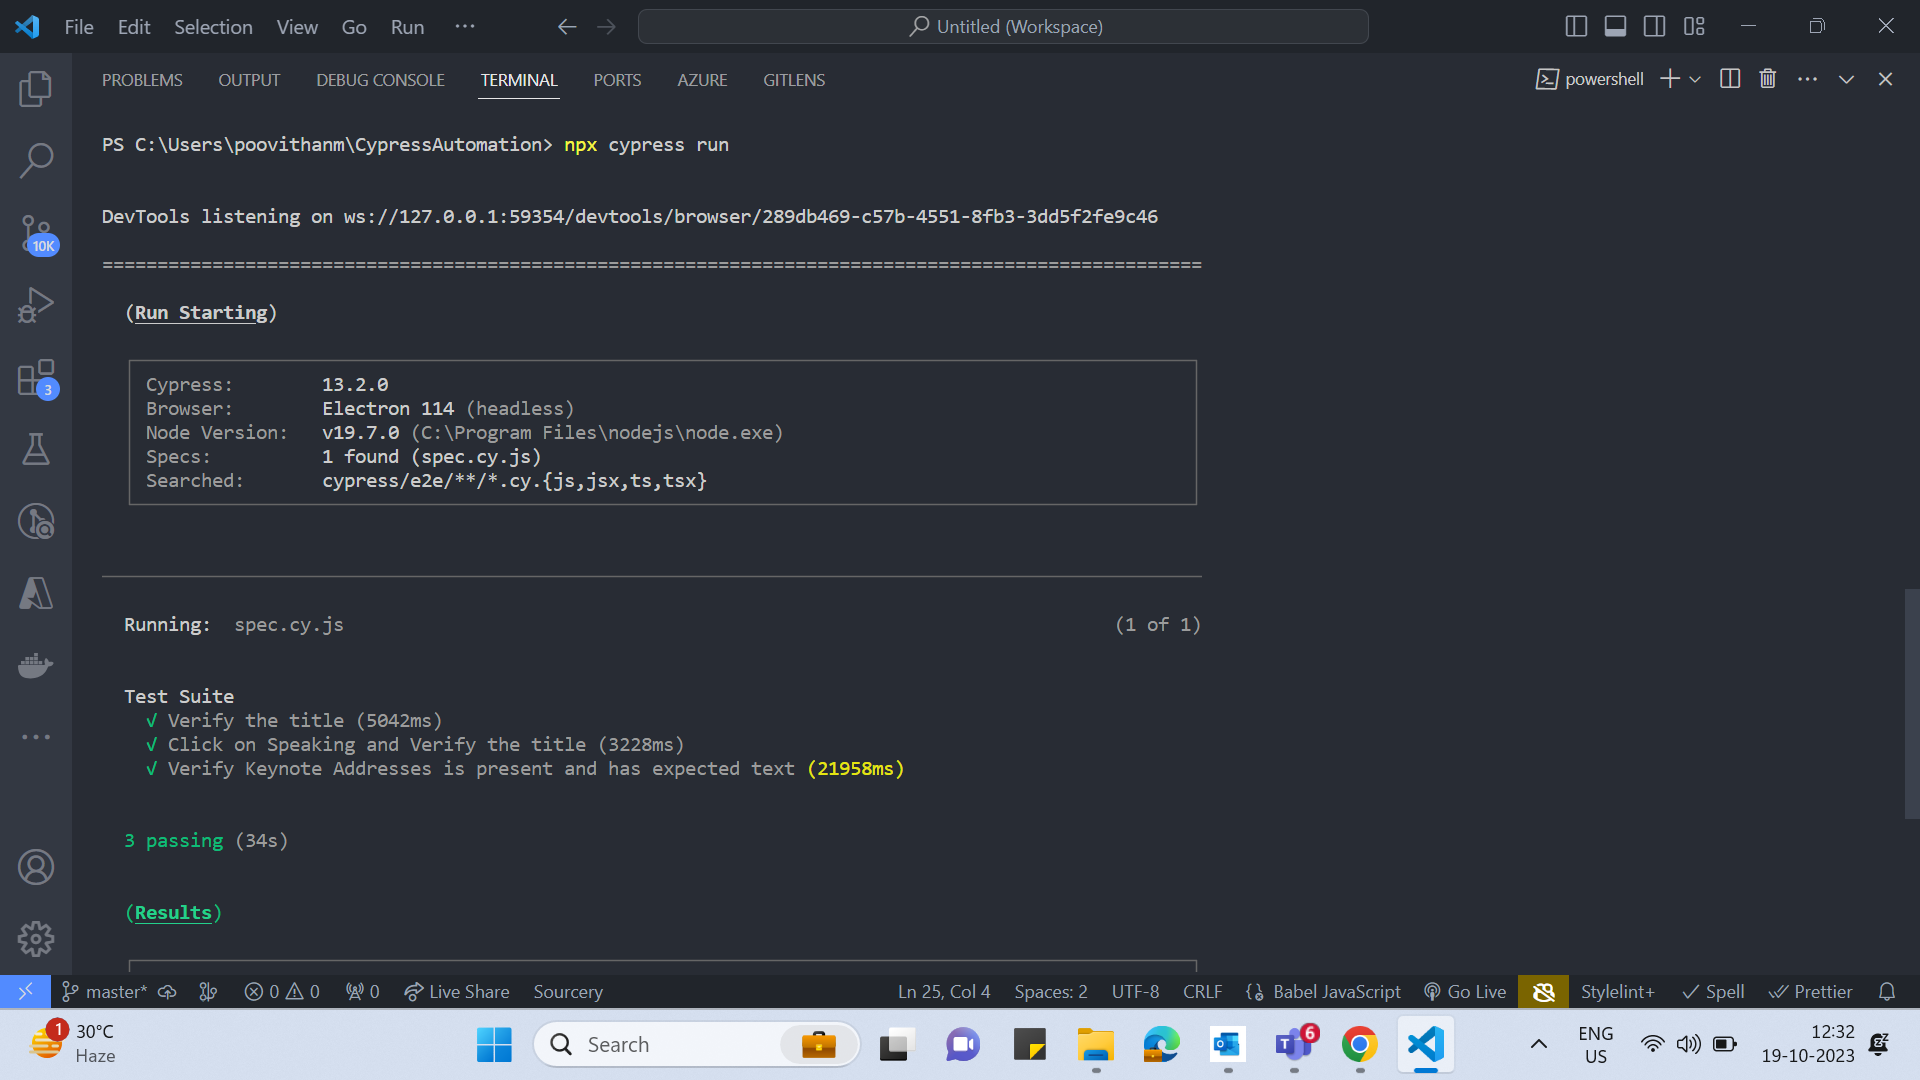 File Edit Selection View Go Run ···
Untitled (Workspace)
PROBLEMS OUTPUT DEBUG CONSOLE TERMINAL PORTS AZURE GITLENS
powershell
PS C:\Users\poovithanm\CypressAutomation> npx cypress run
DevTools listening on ws://127.0.0.1:59354/devtools/browser/289db469-c57b-4551-8fb3-3dd5f2fe9c46
====================================================================================================
(Run Starting)
Cypress: 13.2.0
Browser: Electron 114 (headless)
Node Version: v19.7.0 (C:\Program Files\nodejs\node.exe)
Specs: 1 found (spec.cy.js)
Searched: cypress/e2e/**/*.cy.{js,jsx,ts,tsx}
Running: spec.cy.js (1 of 1)
Test Suite
√ Verify the title (5042ms)
√ Click on Speaking and Verify the title (3228ms)
√ Verify Keynote Addresses is present and has expected text (21958ms)
3 passing (34s)
(Results)
10K
3
master* 0 0 0 Live Share Sourcery Ln 25, Col 4 Spaces: 2 UTF-8 CRLF Babel JavaScript Go Live Stylelint+ Spell Prettier
1
30°C
Haze
Search
6
ENG
US
12:32
19-10-2023